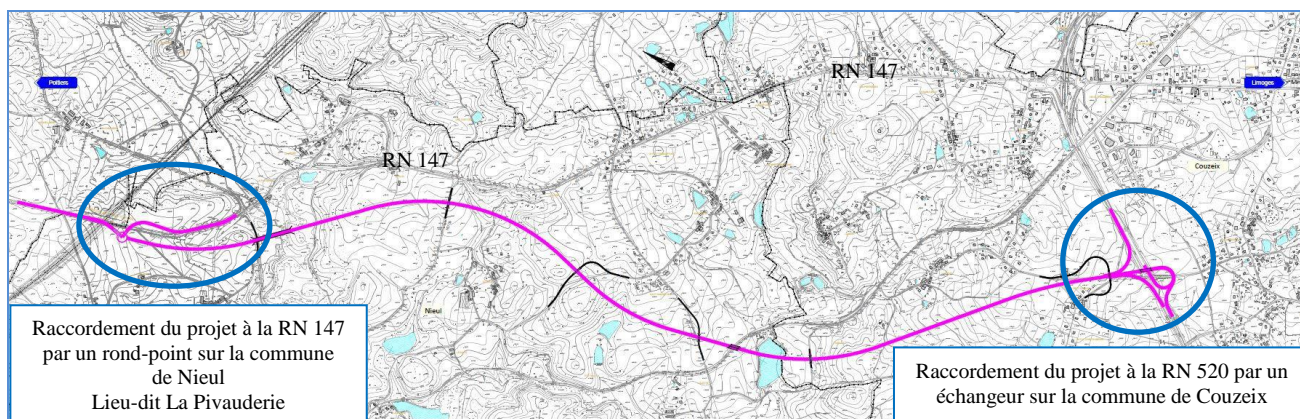 RN 147
Poitiers
Limoges
RN 147
Couzeix
Nieul
Raccordement du projet à la RN 147
par un rond-point sur la commune
de Nieul
Lieu-dit La Pivauderie
Raccordement du projet à la RN 520 par un
échangeur sur la commune de Couzeix